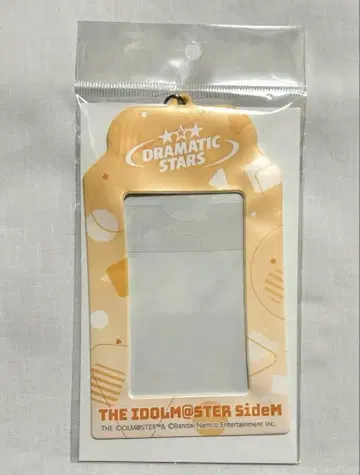 DRAMATIC
STARS
THE IDOLM@STER SideM
THE IDOLM@STER™& ©Bandai Namco Entertainment Inc.